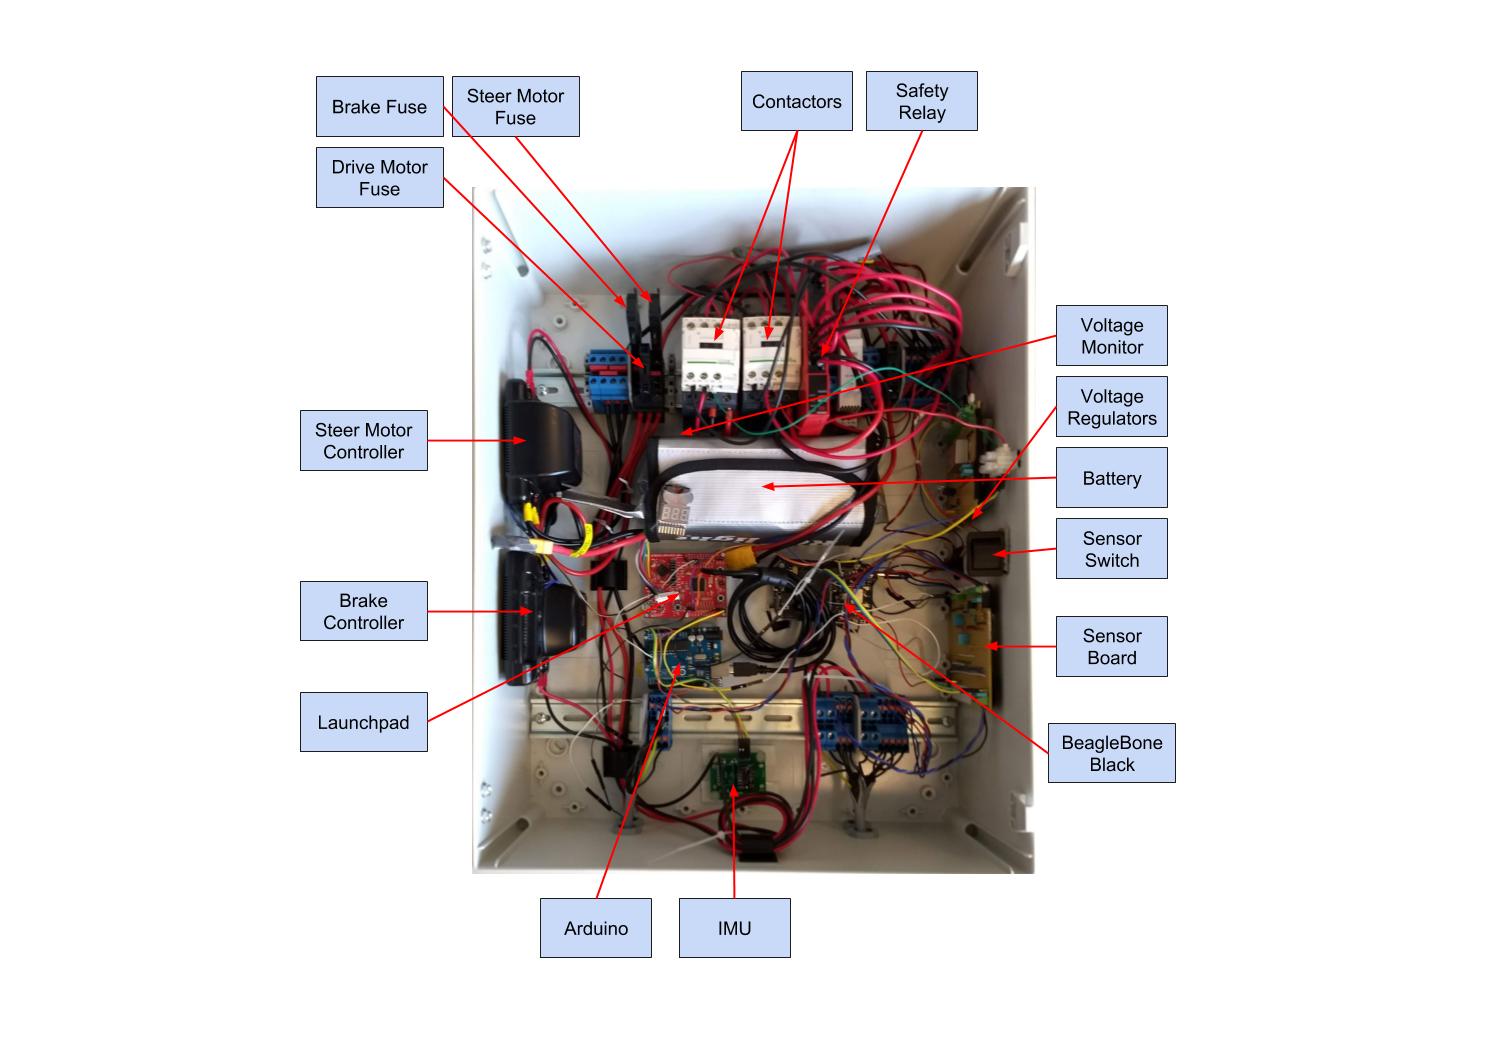 Brake Fuse
Steer Motor
Fuse
Contactors
Safety
Relay
Drive Motor
Fuse
Voltage
Monitor
Voltage
Regulators
Steer Motor
Controller
Battery
Sensor
Switch
Brake
Controller
Sensor
Board
Launchpad
BeagleBone
Black
Arduino
IMU